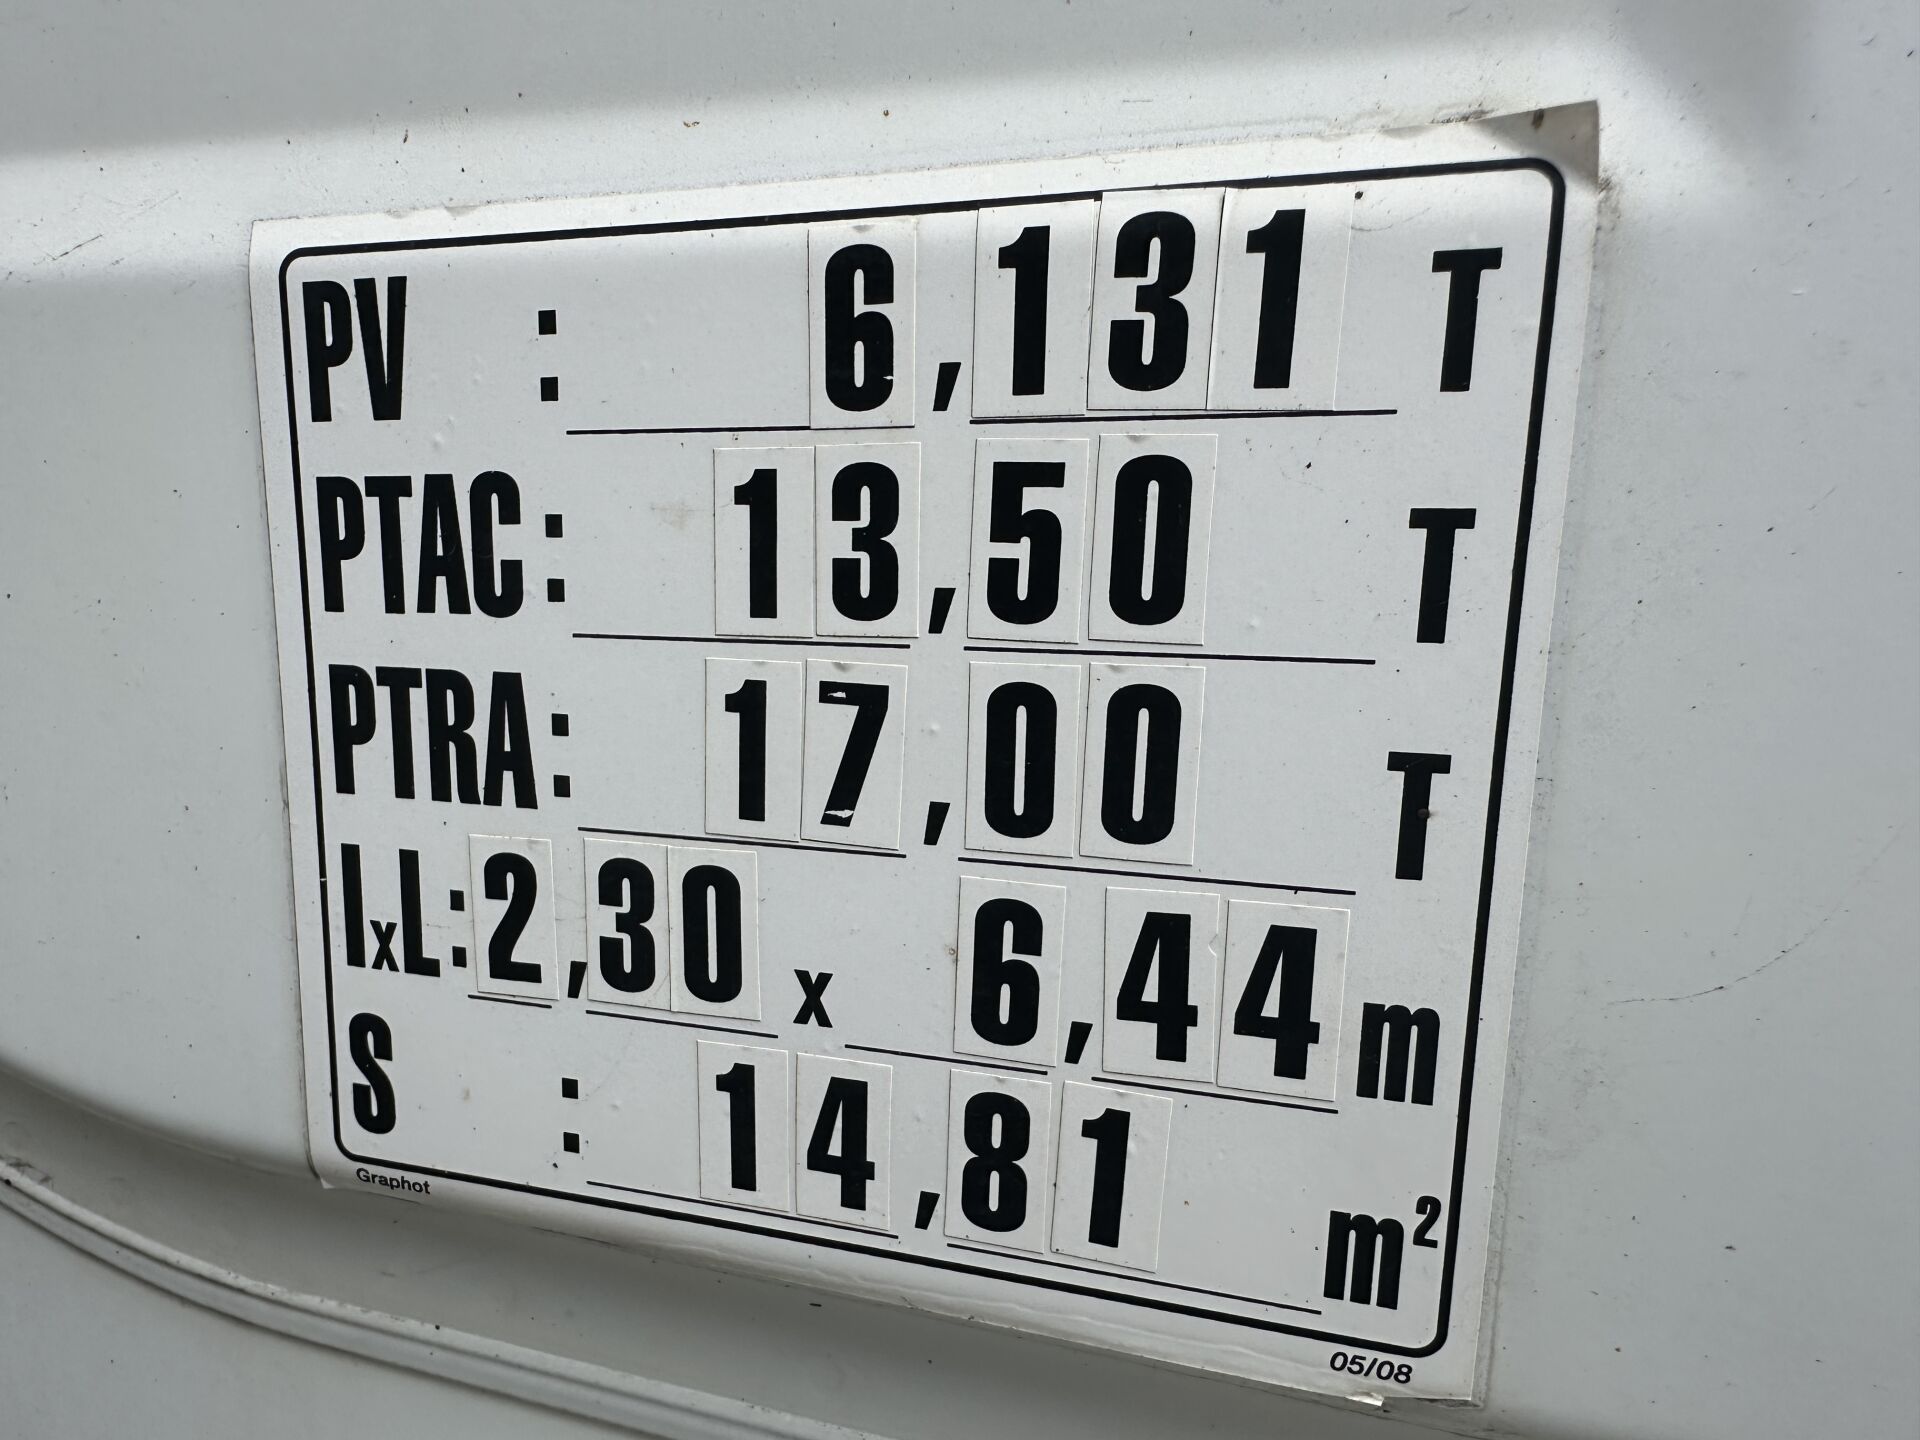 PV : 6,131 T
PTAC: 13,50 T
PTRA: 17,00 T
lxL: 2,30 x 6,44 m
S : 14,81 m²
Graphot
05/08